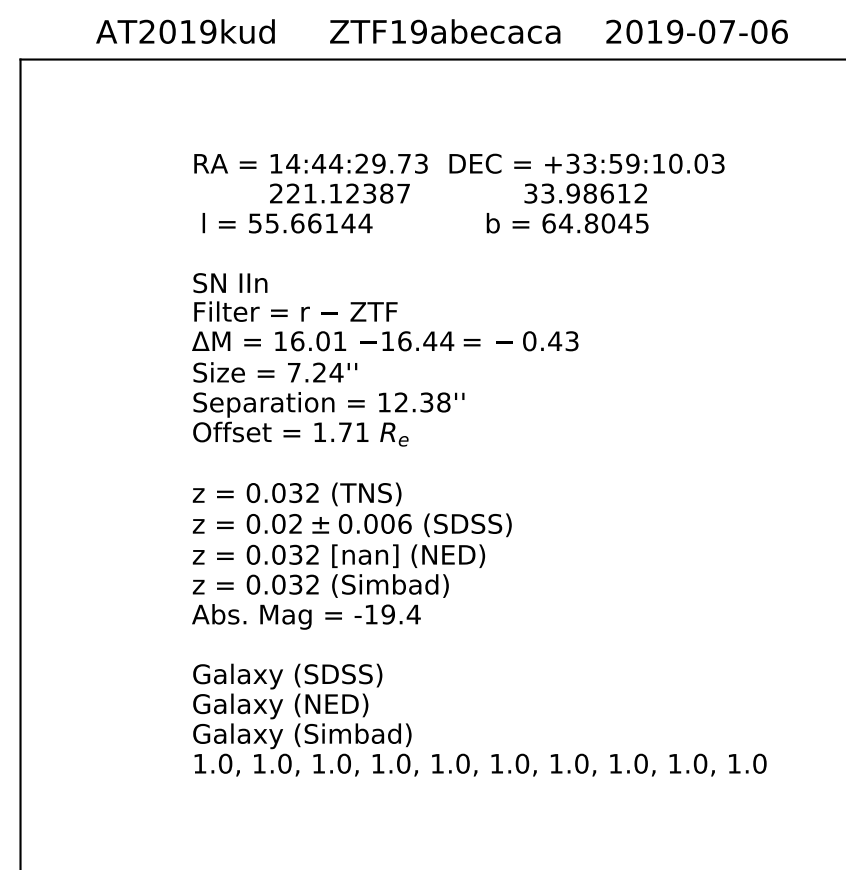 AT2019kud ZTF19abecaca 2019-07-06
RA = 14:44:29.73 DEC = +33:59:10.03
221.12387 33.98612
l = 55.66144 b = 64.8045
SN IIn
Filter = r − ZTF
ΔM = 16.01 −16.44 = − 0.43
Size = 7.24''
Separation = 12.38''
Offset = 1.71 Rₑ
z = 0.032 (TNS)
z = 0.02 ± 0.006 (SDSS)
z = 0.032 [nan] (NED)
z = 0.032 (Simbad)
Abs. Mag = -19.4
Galaxy (SDSS)
Galaxy (NED)
Galaxy (Simbad)
1.0, 1.0, 1.0, 1.0, 1.0, 1.0, 1.0, 1.0, 1.0, 1.0